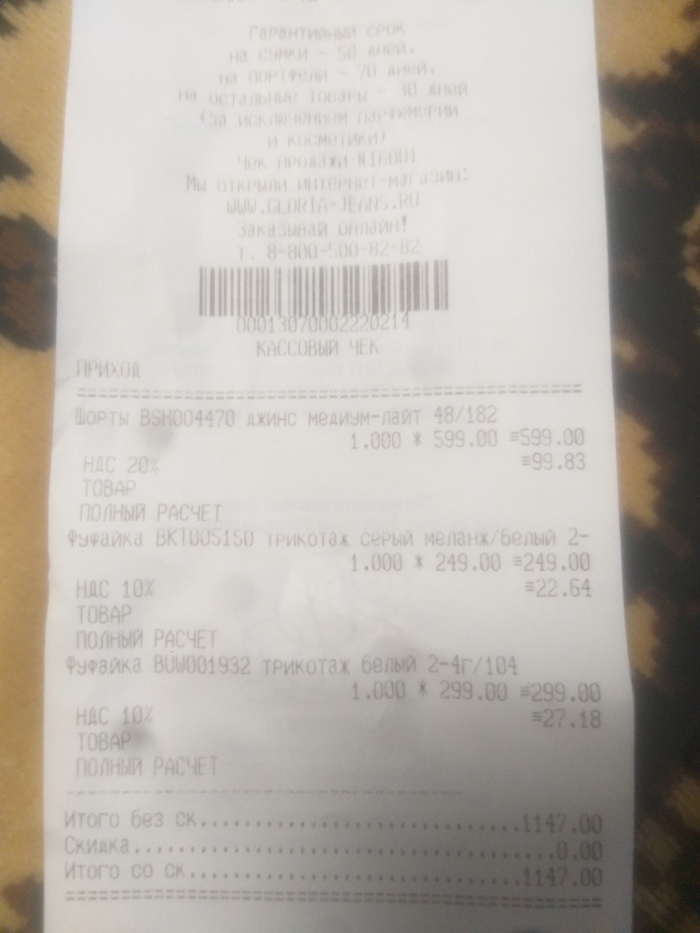 Гарантийный срок
на сумки - 50 дней,
на портфели - 70 дней,
на остальные товары - 30 дней
(за исключением парфюмерии
и косметики)
Чек продажи №16001
Мы открыли интернет-магазин:
WWW.GLORIA-JEANS.RU
Заказывай онлайн!
т. 8-800-500-82-82
00013070002220214
КАССОВЫЙ ЧЕК
ПРИХОД
Шорты BSH004470 джинс медиум-лайт 48/182
1.000 * 599.00 =599.00
НДС 20% =99.83
ТОВАР
ПОЛНЫЙ РАСЧЕТ
Фуфайка BKT005150 трикотаж серый меланж/белый 2-
1.000 * 249.00 =249.00
НДС 10% =22.64
ТОВАР
ПОЛНЫЙ РАСЧЕТ
Фуфайка BUW001932 трикотаж белый 2-4г/104
1.000 * 299.00 =299.00
НДС 10% =27.18
ТОВАР
ПОЛНЫЙ РАСЧЕТ
Итого без ск..............................1147.00
Скидка.......................................0.00
Итого со ск...............................1147.00